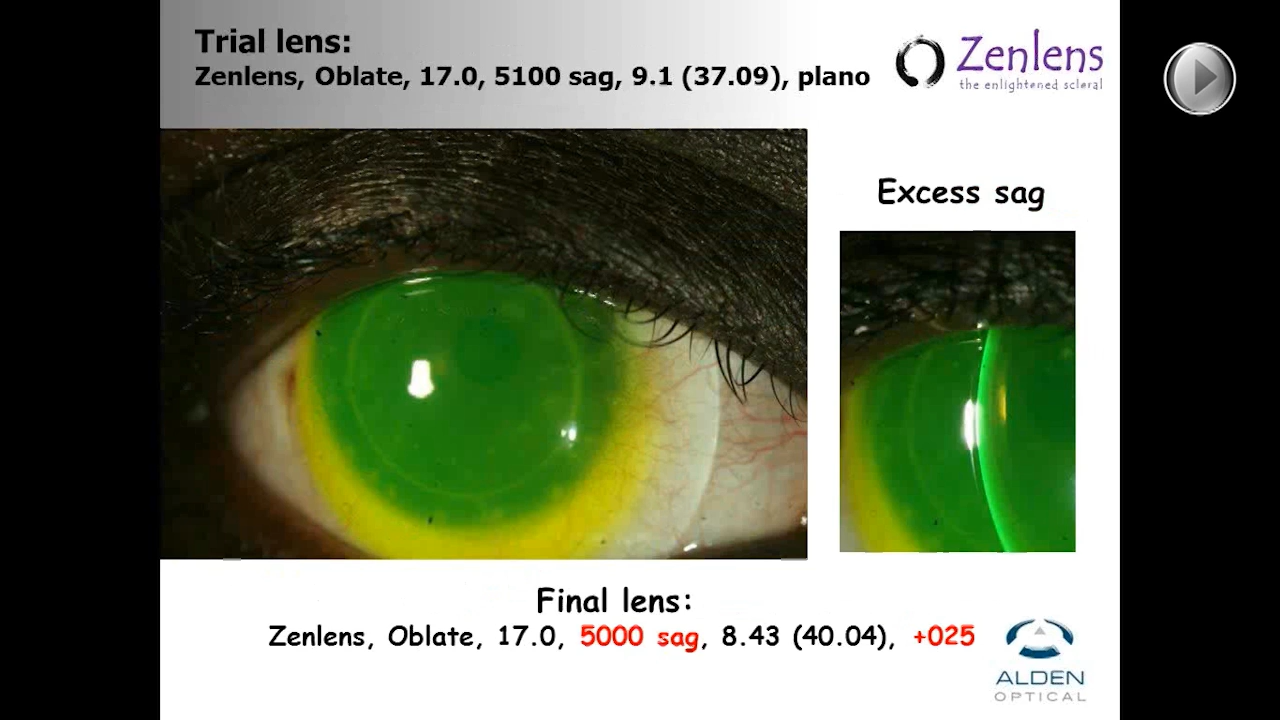 Trial lens:
Zenlens, Oblate, 17.0, 5100 sag, 9.1 (37.09), plano
Zenlens
the enlightened scleral
Excess sag
Final lens:
Zenlens, Oblate, 17.0, 5000 sag, 8.43 (40.04), +025
ALDEN
OPTICAL